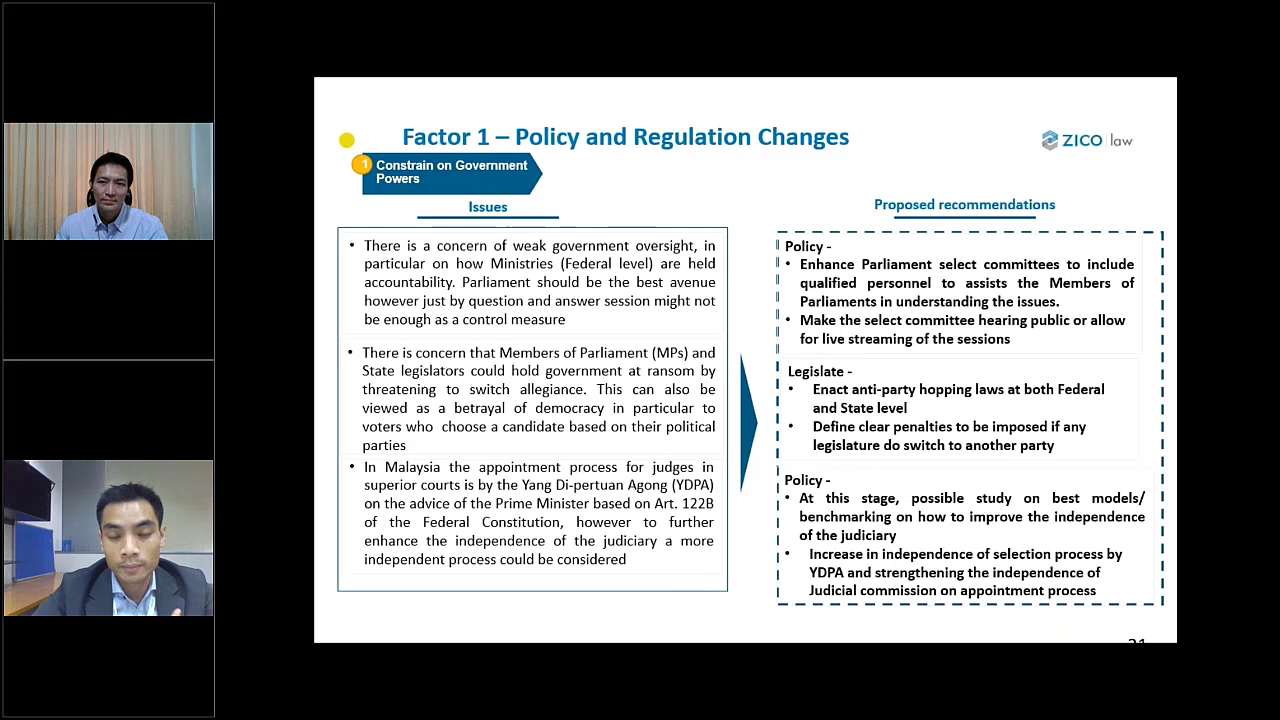 Factor 1 – Policy and Regulation Changes
ZICO law
1
Constrain on Government
Powers
Issues
• There is a concern of weak government oversight, in
particular on how Ministries (Federal level) are held
accountability. Parliament should be the best avenue
however just by question and answer session might not
be enough as a control measure
• There is concern that Members of Parliament (MPs) and
State legislators could hold government at ransom by
threatening to switch allegiance. This can also be
viewed as a betrayal of democracy in particular to
voters who choose a candidate based on their political
parties
• In Malaysia the appointment process for judges in
superior courts is by the Yang Di-pertuan Agong (YDPA)
on the advice of the Prime Minister based on Art. 122B
of the Federal Constitution, however to further
enhance the independence of the judiciary a more
independent process could be considered
Proposed recommendations
Policy -
• Enhance Parliament select committees to include
qualified personnel to assists the Members of
Parliaments in understanding the issues.
• Make the select committee hearing public or allow
for live streaming of the sessions
Legislate -
• Enact anti-party hopping laws at both Federal
and State level
• Define clear penalties to be imposed if any
legislature do switch to another party
Policy -
• At this stage, possible study on best models/
benchmarking on how to improve the independence
of the judiciary
• Increase in independence of selection process by
YDPA and strengthening the independence of
Judicial commission on appointment process